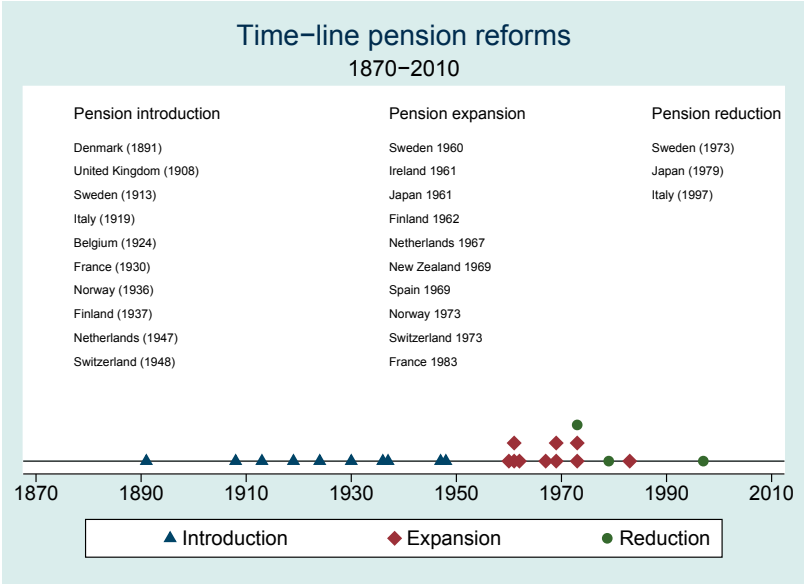 Time−line pension reforms
1870−2010
Pension introduction
Denmark (1891)
United Kingdom (1908)
Sweden (1913)
Italy (1919)
Belgium (1924)
France (1930)
Norway (1936)
Finland (1937)
Netherlands (1947)
Switzerland (1948)
Pension expansion
Sweden 1960
Ireland 1961
Japan 1961
Finland 1962
Netherlands 1967
New Zealand 1969
Spain 1969
Norway 1973
Switzerland 1973
France 1983
Pension reduction
Sweden (1973)
Japan (1979)
Italy (1997)
1870 1890 1910 1930 1950 1970 1990 2010
Introduction Expansion Reduction